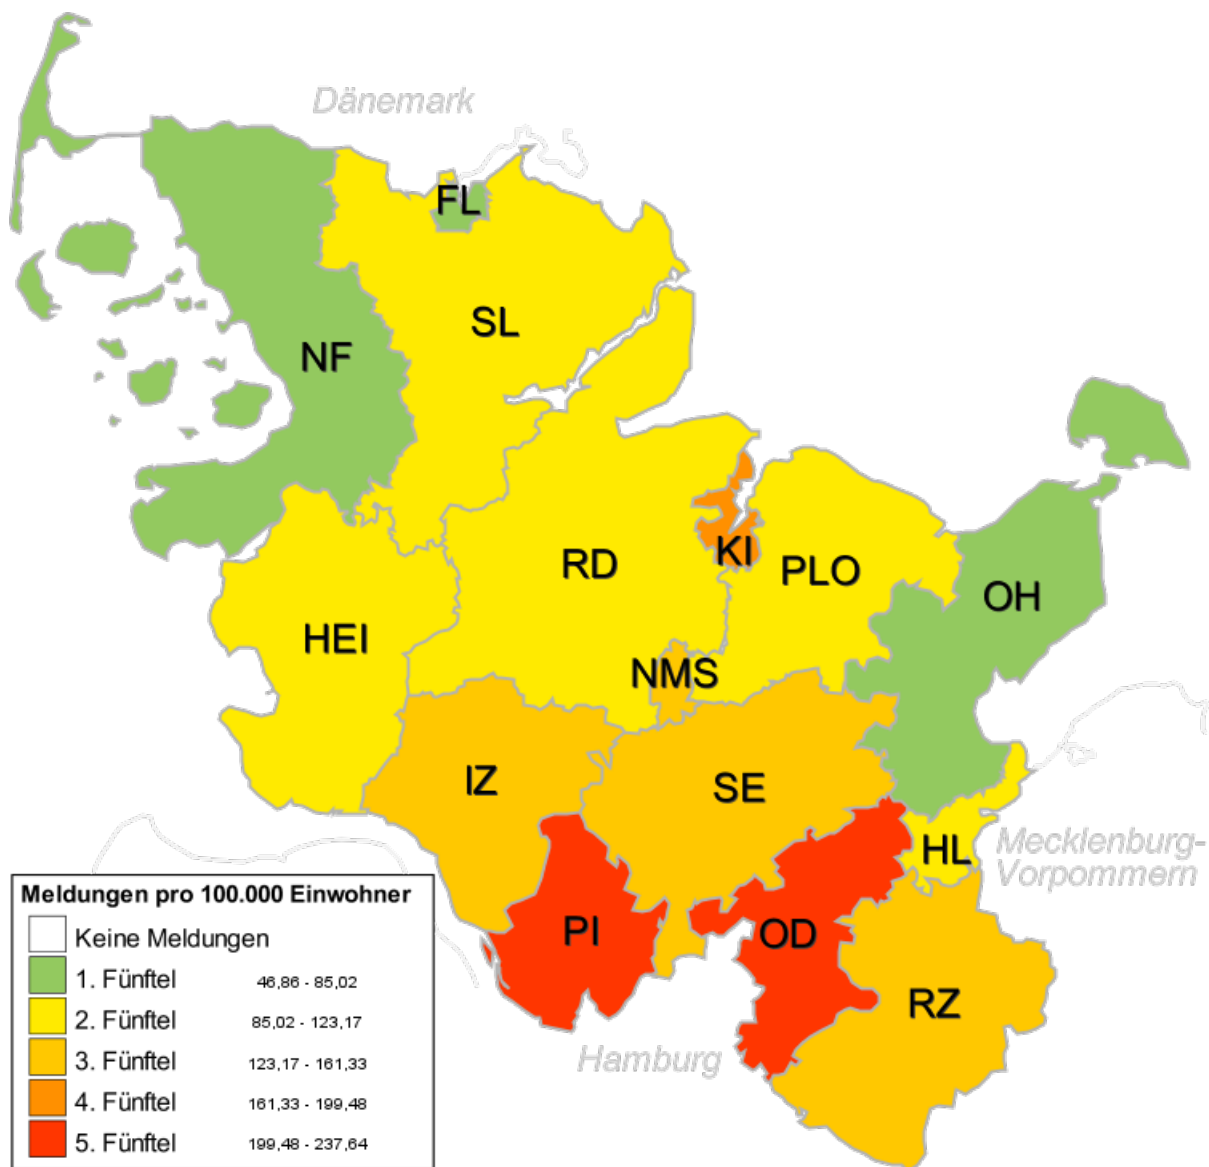 Dänemark
FL
SL
NF
KI
RD
PLO
OH
HEI
NMS
IZ
SE
HL
Mecklenburg-
Vorpommern
PI
OD
RZ
Hamburg
Meldungen pro 100.000 Einwohner
Keine Meldungen
1. Fünftel 46,86 - 85,02
2. Fünftel 85,02 - 123,17
3. Fünftel 123,17 - 161,33
4. Fünftel 161,33 - 199,48
5. Fünftel 199,48 - 237,64